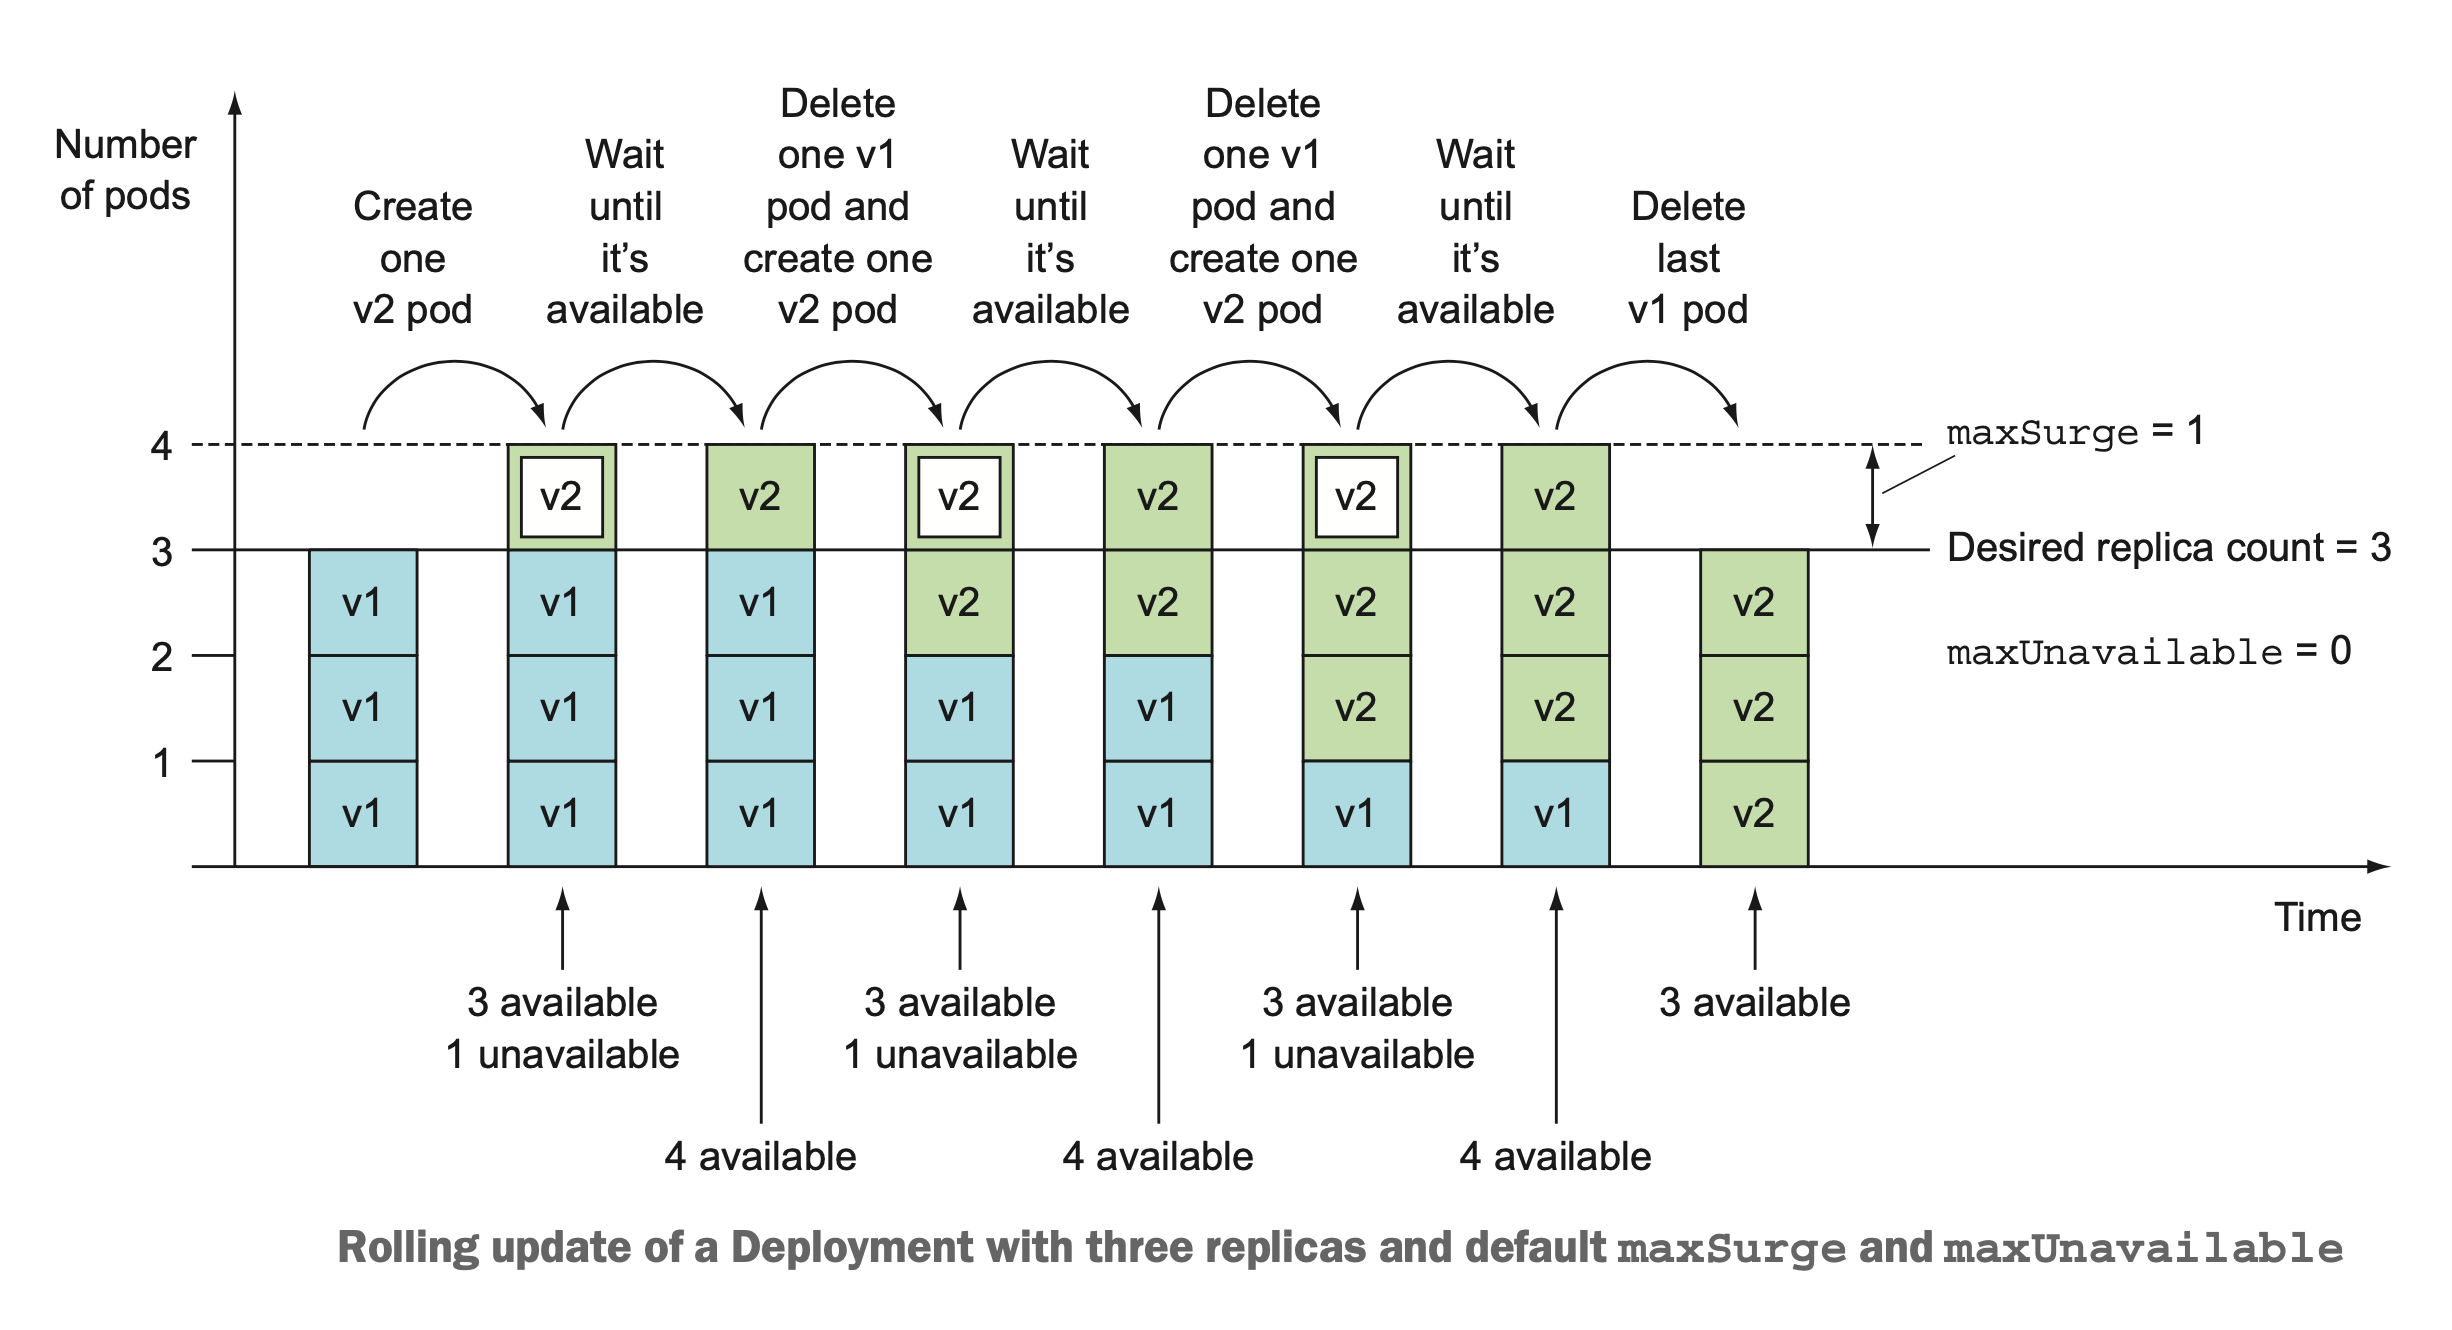 Number
of pods
Create
one
v2 pod
Wait
until
it's
available
Delete
one v1
pod and
create one
v2 pod
Wait
until
it's
available
Delete
one v1
pod and
create one
v2 pod
Wait
until
it's
available
Delete
last
v1 pod
4
3
2
1
v1
v1
v1
v2
v1
v1
v1
v2
v1
v1
v1
v2
v2
v1
v1
v2
v2
v1
v1
v2
v2
v2
v1
v2
v2
v2
v1
v2
v2
v2
maxSurge = 1
Desired replica count = 3
maxUnavailable = 0
Time
3 available
1 unavailable
4 available
3 available
1 unavailable
4 available
3 available
1 unavailable
4 available
3 available
Rolling update of a Deployment with three replicas and default maxSurge and maxUnavailable